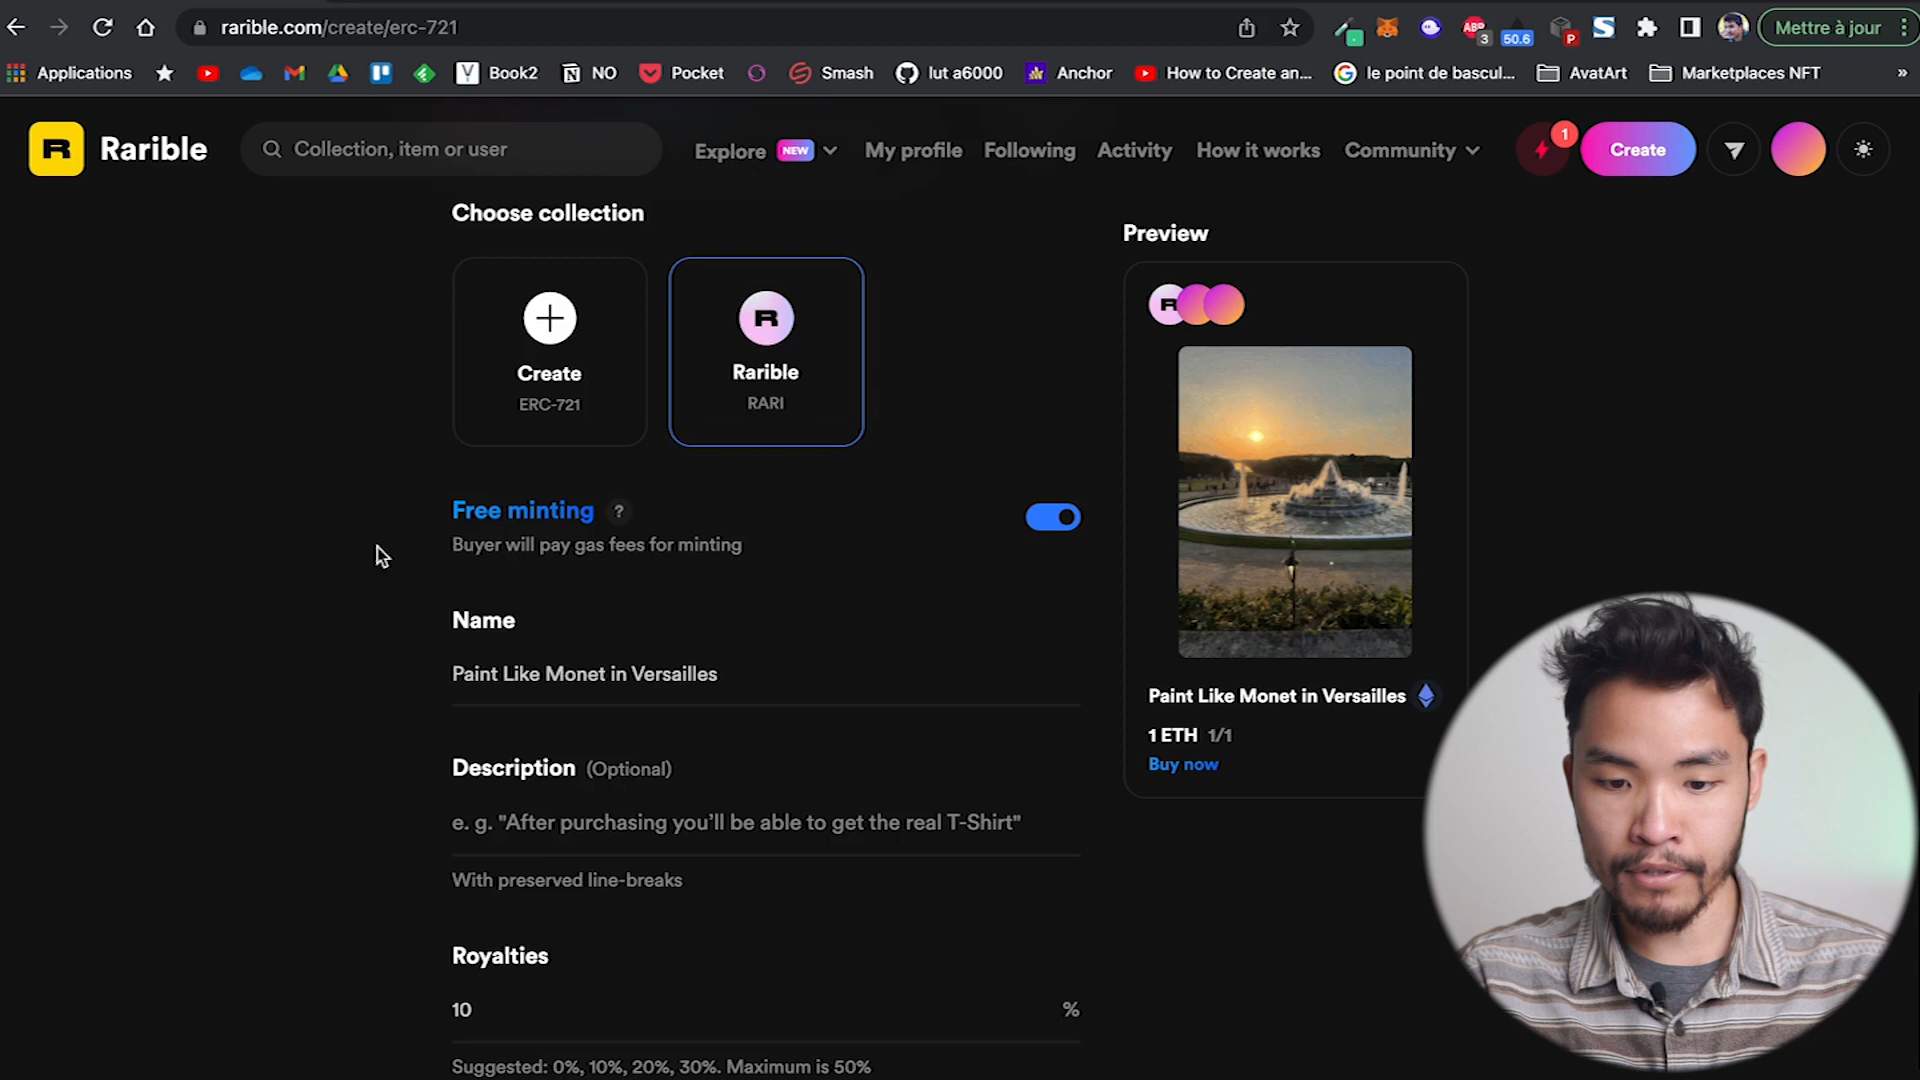 rarible.com/create/erc-721
3
50.6
P
Mettre à jour
Applications
Book2
NO
Pocket
Smash
lut a6000
Anchor
How to Create an...
le point de bascul...
AvatArt
Marketplaces NFT
»
R
Rarible
Collection, item or user
Explore
NEW
My profile
Following
Activity
How it works
Community
1
Create
Choose collection
Preview
Create
ERC-721
R
Rarible
RARI
R
Free minting ?
Buyer will pay gas fees for minting
Name
Paint Like Monet in Versailles
Paint Like Monet in Versailles
1 ETH 1/1
Buy now
Description (Optional)
e. g. "After purchasing you’ll be able to get the real T-Shirt"
With preserved line-breaks
Royalties
10
%
Suggested: 0%, 10%, 20%, 30%. Maximum is 50%